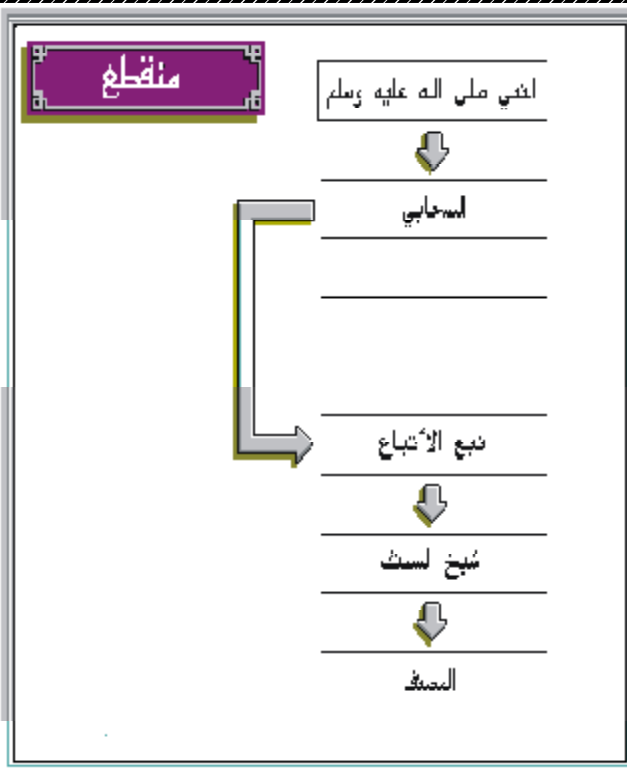 منقطع
النبي صلى الله عليه وسلم
الصحابي
تبع الأتباع
شيخ المصنف
المصنف